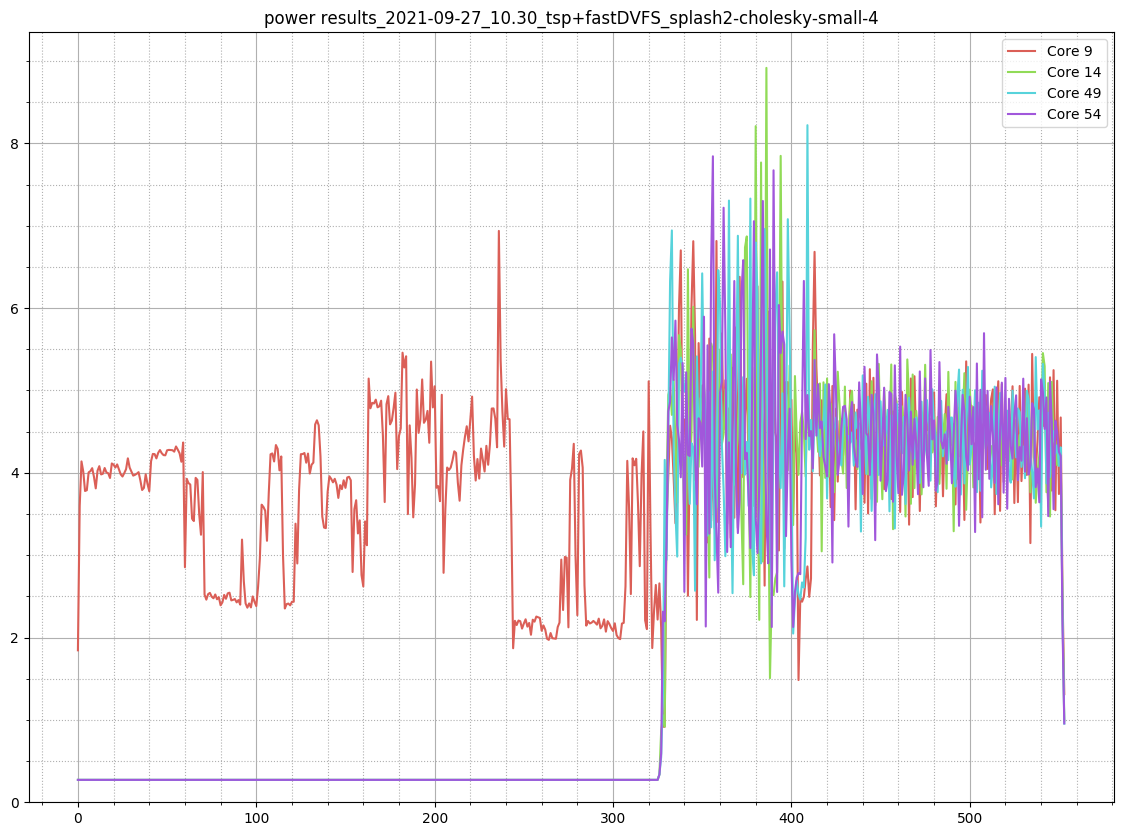 power results_2021-09-27_10.30_tsp+fastDVFS_splash2-cholesky-small-4
Core 9
Core 14
Core 49
Core 54
8
6
4
2
0
0 100 200 300 400 500